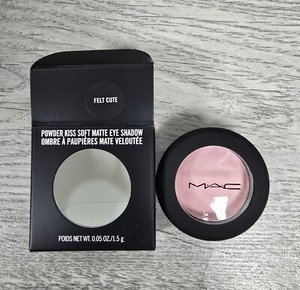 FELT CUTE
POWDER KISS SOFT MATTE EYE SHADOW
OMBRE À PAUPIÈRES MATE VELOUTÉE
POIDS NET WT. 0.05 OZ/1.5 g
MAC